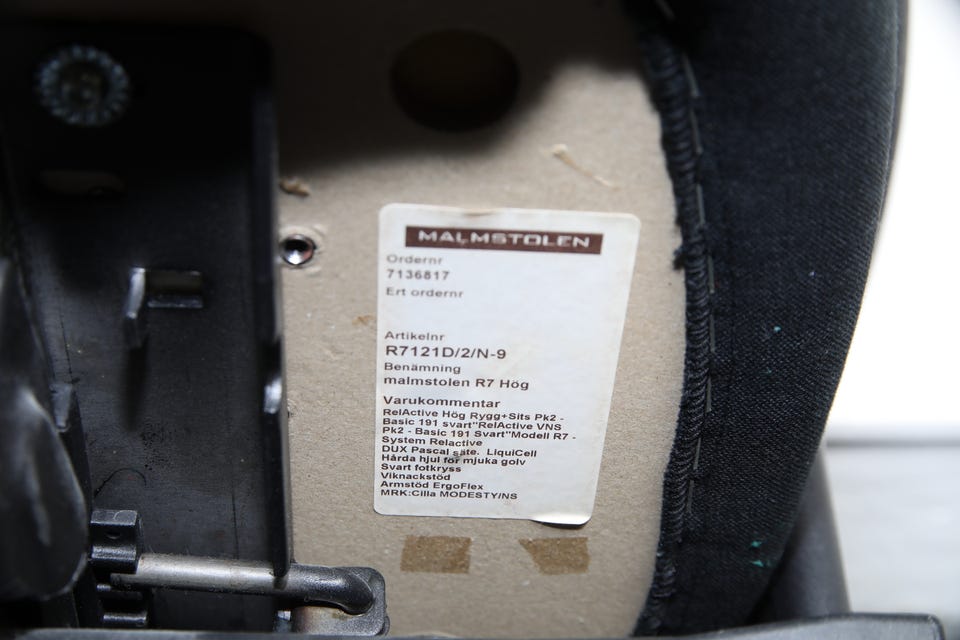 MALMSTOLEN
Ordernr
7136817
Ert ordernr
Artikelnr
R7121D/2/N-9
Benämning
malmstolen R7 Hög
Varukommentar
RelActive Hög Rygg+Sits Pk2 -
Basic 191 svart"RelActive VNS
Pk2 - Basic 191 Svart"Modell R7 -
System Relactive
DUX Pascal säte. LiquiCell
Hårda hjul för mjuka golv
Svart fotkryss
Viknackstöd
Armstöd ErgoFlex
MRK:Cilla MODESTY/NS